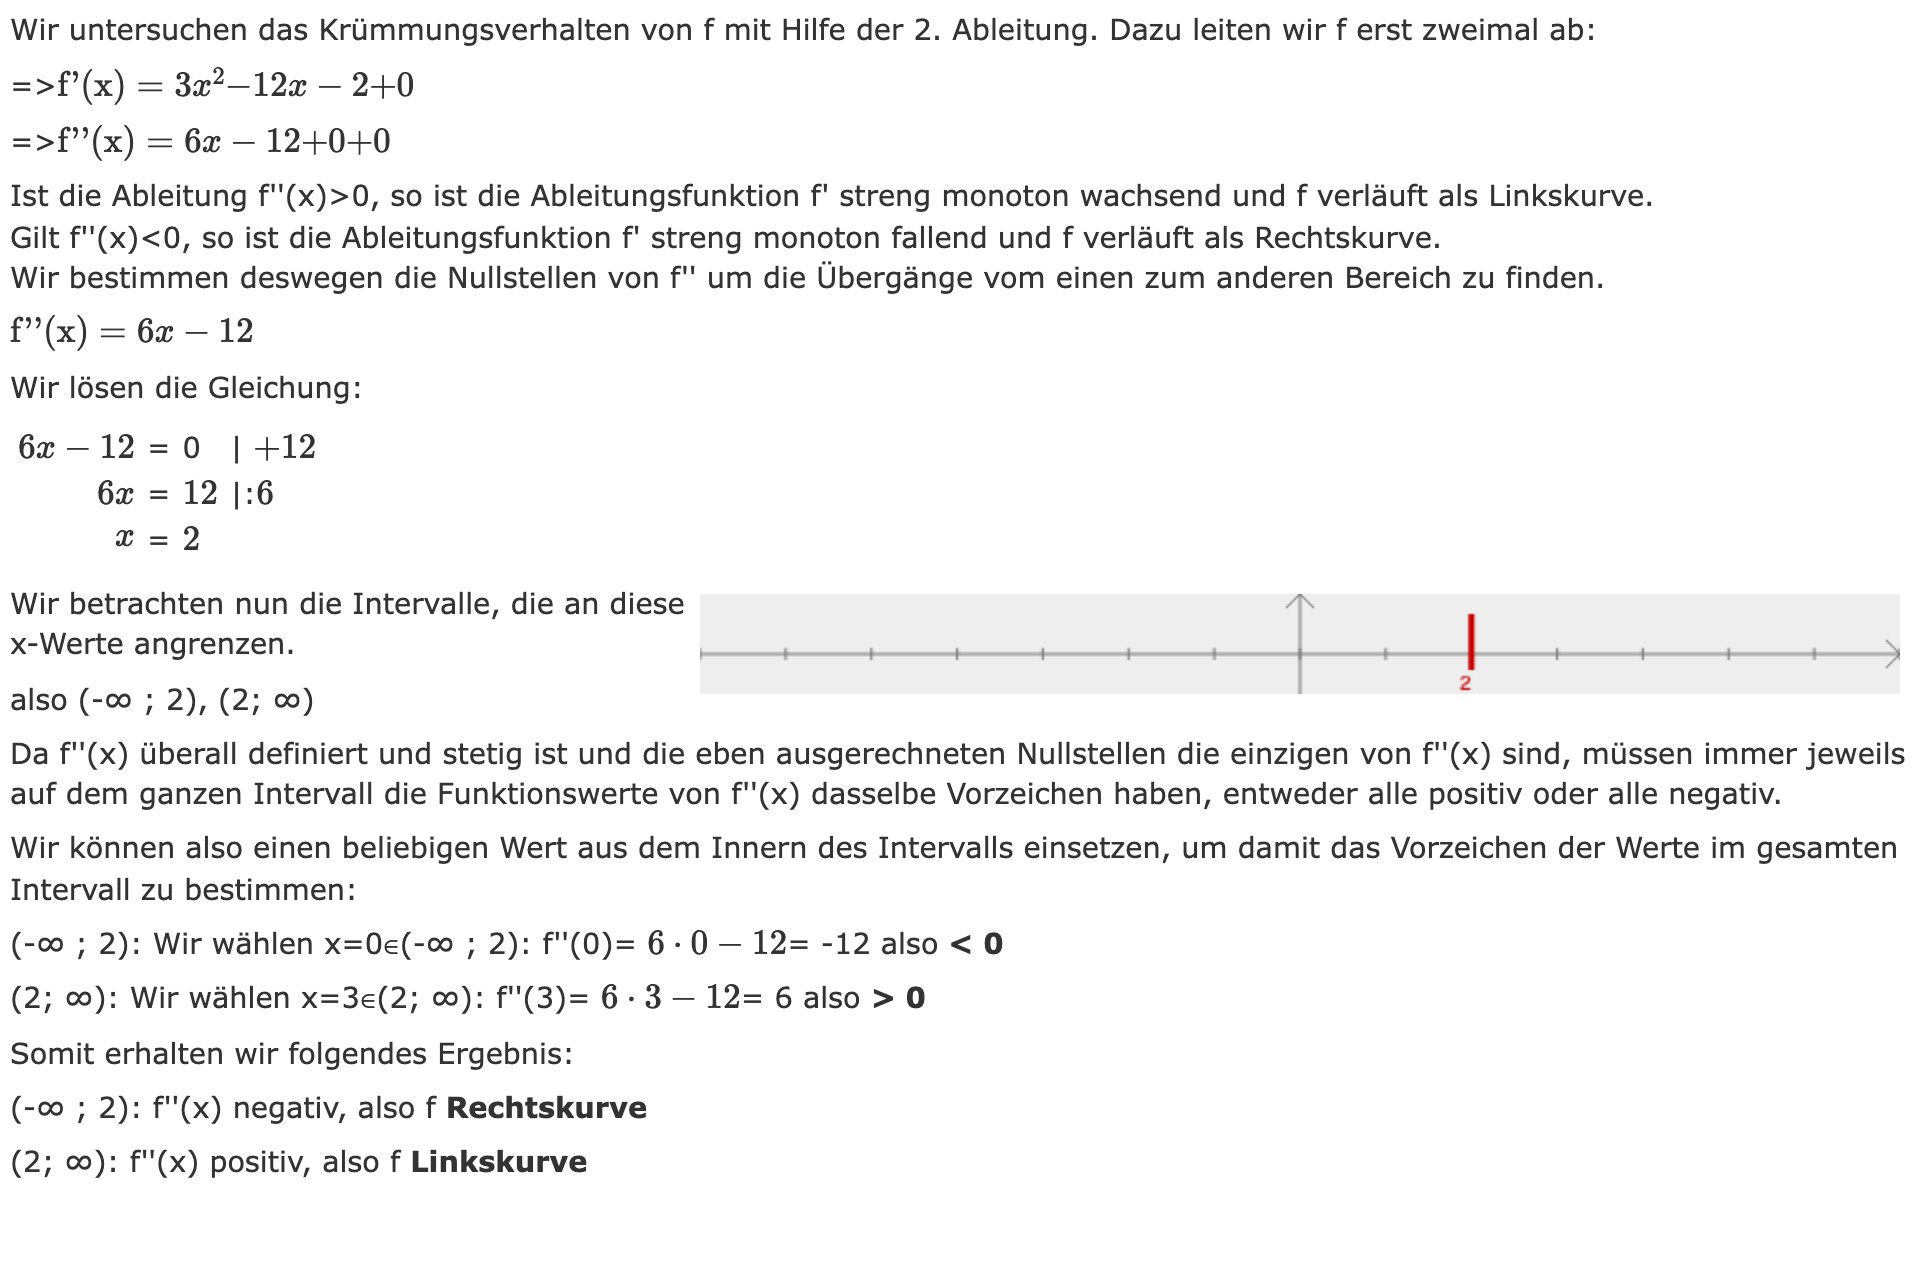 Wir untersuchen das Krümmungsverhalten von f mit Hilfe der 2. Ableitung. Dazu leiten wir f erst zweimal ab:
=>f’(x) = 3x²−12x − 2+0
=>f’’(x) = 6x − 12+0+0
Ist die Ableitung f''(x)>0, so ist die Ableitungsfunktion f' streng monoton wachsend und f verläuft als Linkskurve.
Gilt f''(x)<0, so ist die Ableitungsfunktion f' streng monoton fallend und f verläuft als Rechtskurve.
Wir bestimmen deswegen die Nullstellen von f'' um die Übergänge vom einen zum anderen Bereich zu finden.
f’’(x) = 6x − 12
Wir lösen die Gleichung:
6x − 12 = 0 | +12
6x = 12 |:6
x = 2
Wir betrachten nun die Intervalle, die an diese
x-Werte angrenzen.
2
also (-∞ ; 2), (2; ∞)
Da f''(x) überall definiert und stetig ist und die eben ausgerechneten Nullstellen die einzigen von f''(x) sind, müssen immer jeweils
auf dem ganzen Intervall die Funktionswerte von f''(x) dasselbe Vorzeichen haben, entweder alle positiv oder alle negativ.
Wir können also einen beliebigen Wert aus dem Innern des Intervalls einsetzen, um damit das Vorzeichen der Werte im gesamten
Intervall zu bestimmen:
(-∞ ; 2): Wir wählen x=0∈(-∞ ; 2): f''(0)= 6 · 0 − 12= -12 also < 0
(2; ∞): Wir wählen x=3∈(2; ∞): f''(3)= 6 · 3 − 12= 6 also > 0
Somit erhalten wir folgendes Ergebnis:
(-∞ ; 2): f''(x) negativ, also f Rechtskurve
(2; ∞): f''(x) positiv, also f Linkskurve